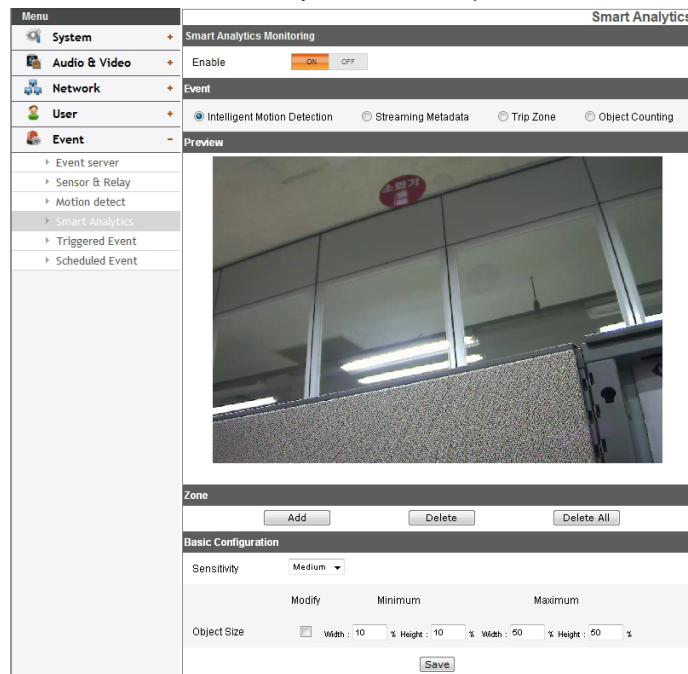 Menu
Smart Analytics
System +
Audio & Video +
Network +
User +
Event -
Event server
Sensor & Relay
Motion detect
Smart Analytics
Triggered Event
Scheduled Event
Smart Analytics Monitoring
Enable ON OFF
Event
Intelligent Motion Detection Streaming Metadata Trip Zone Object Counting
Preview
소화기
Zone
Add Delete Delete All
Basic Configuration
Sensitivity Medium
Modify Minimum Maximum
Object Size Width : 10 % Height : 10 % Width : 50 % Height : 50 %
Save